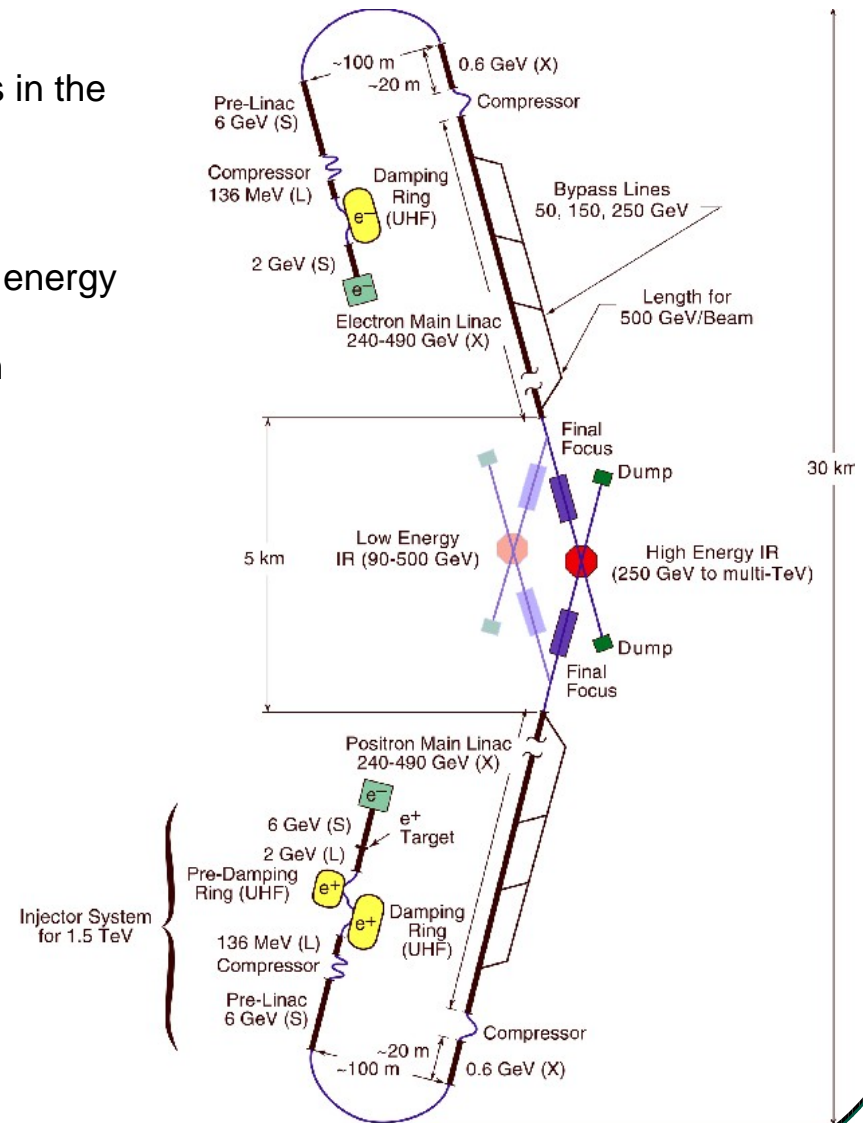 s in the
energy
~100 m
0.6 GeV (X)
~20 m
Compressor
Pre-Linac
6 GeV (S)
Compressor
136 MeV (L)
Damping
Ring
(UHF)
e–
Bypass Lines
50, 150, 250 GeV
2 GeV (S)
e–
Length for
500 GeV/Beam
Electron Main Linac
240-490 GeV (X)
Final
Focus
Dump
30 km
Low Energy
IR (90-500 GeV)
5 km
High Energy IR
(250 GeV to multi-TeV)
Dump
Final
Focus
Positron Main Linac
240-490 GeV (X)
e–
6 GeV (S)
e+
Target
2 GeV (L)
Pre-Damping
Ring (UHF)
e+
e+
Damping
Ring
(UHF)
Injector System
for 1.5 TeV
136 MeV (L)
Compressor
Pre-Linac
6 GeV (S)
Compressor
~20 m
~100 m
0.6 GeV (X)